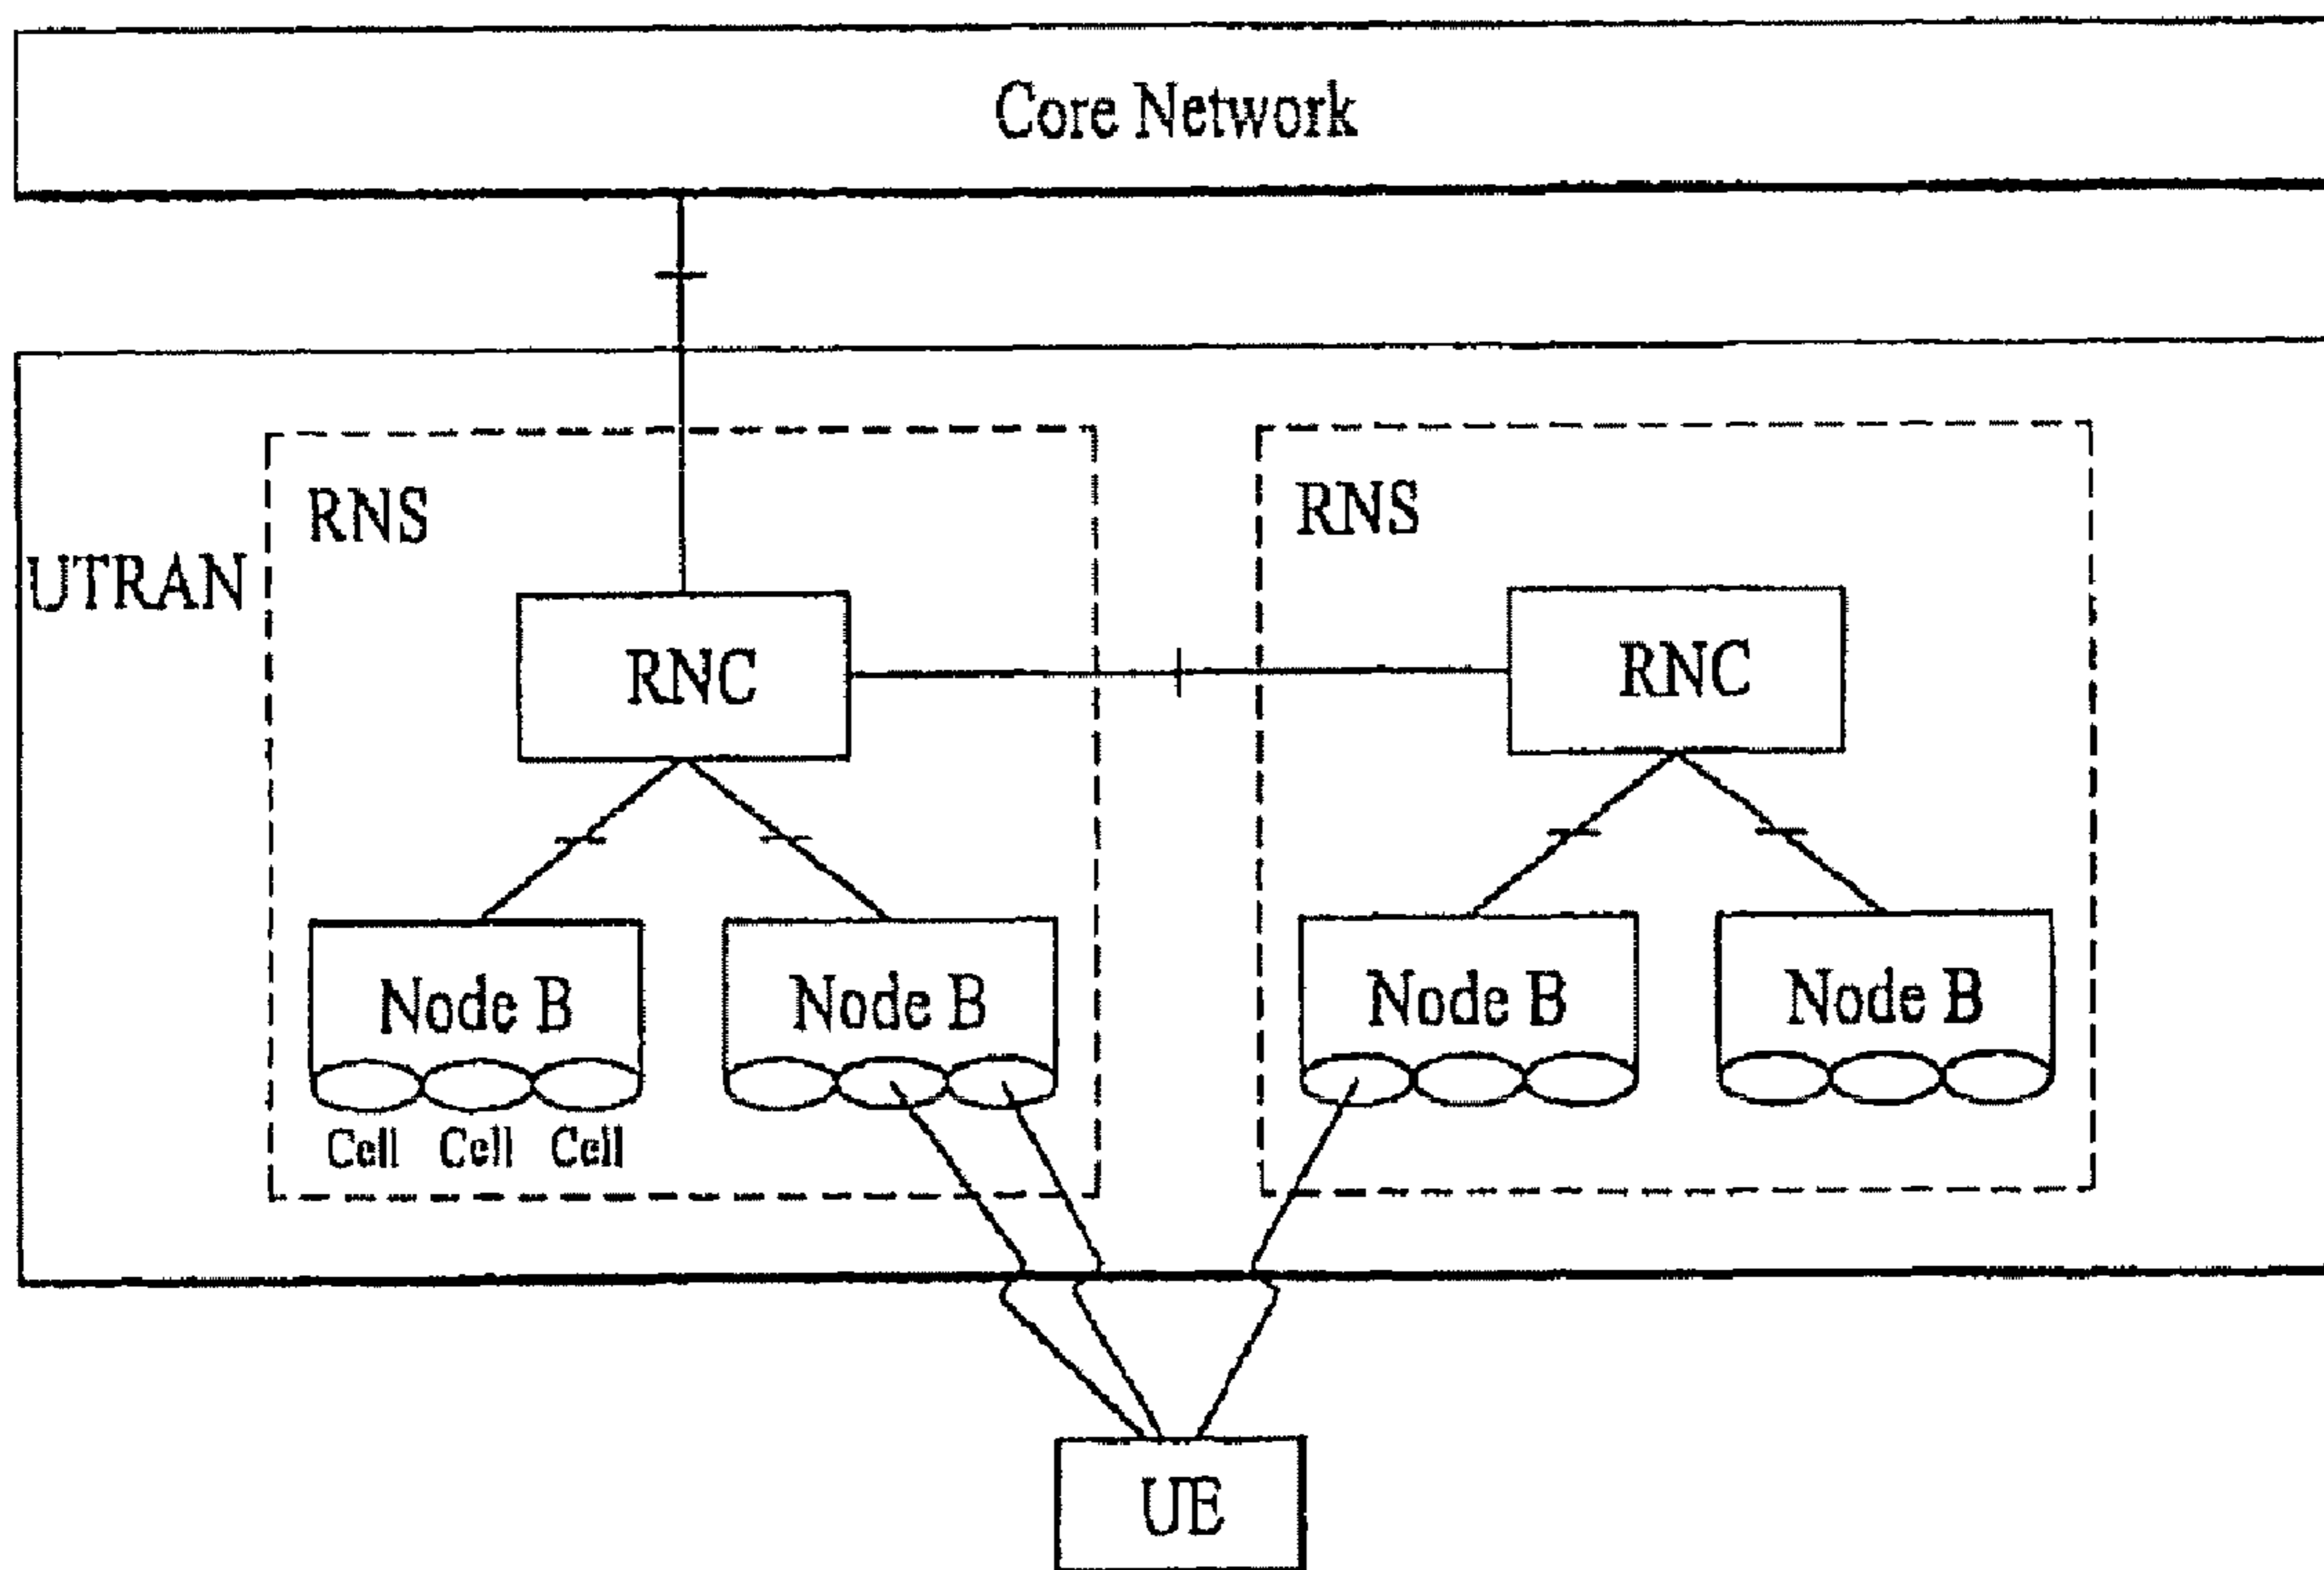 Core Network
UTRAN
RNS
RNS
RNC
RNC
Node B
Node B
Node B
Node B
Cell Cell Cell
UE